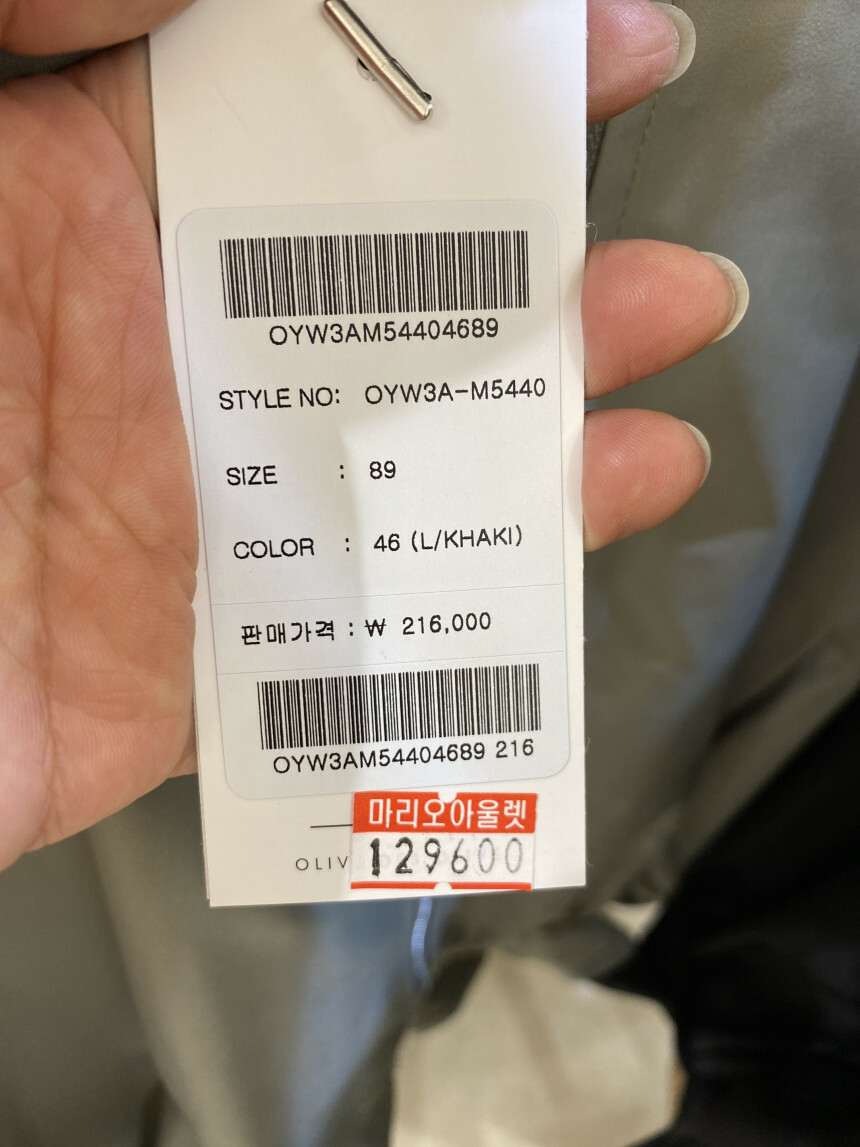 OYW3AM54404689
STYLE NO: OYW3A-M5440
SIZE : 89
COLOR : 46 (L/KHAKI)
판매가격 : ₩ 216,000
OYW3AM54404689 216
마리오아울렛
129600